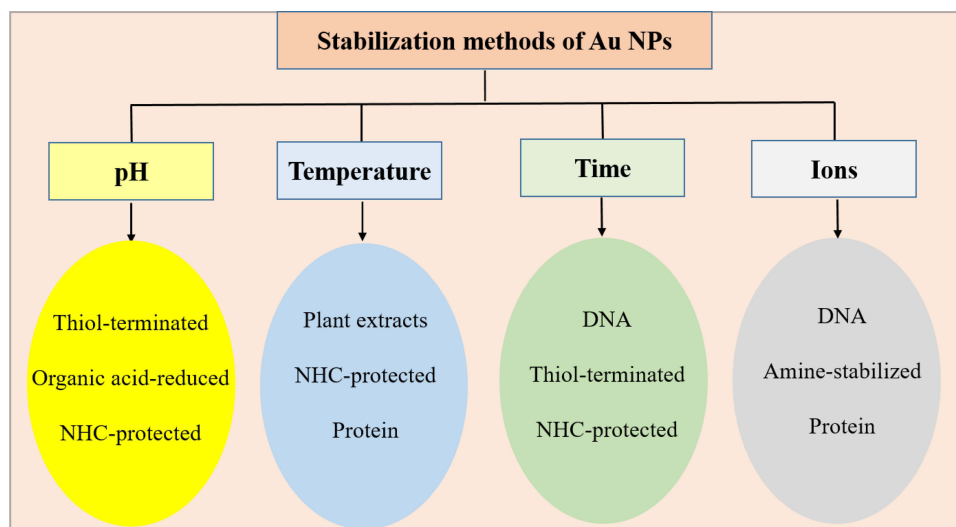 Stabilization methods of Au NPs
pH
Temperature
Time
Ions
Thiol-terminated
Organic acid-reduced
NHC-protected
Plant extracts
NHC-protected
Protein
DNA
Thiol-terminated
NHC-protected
DNA
Amine-stabilized
Protein